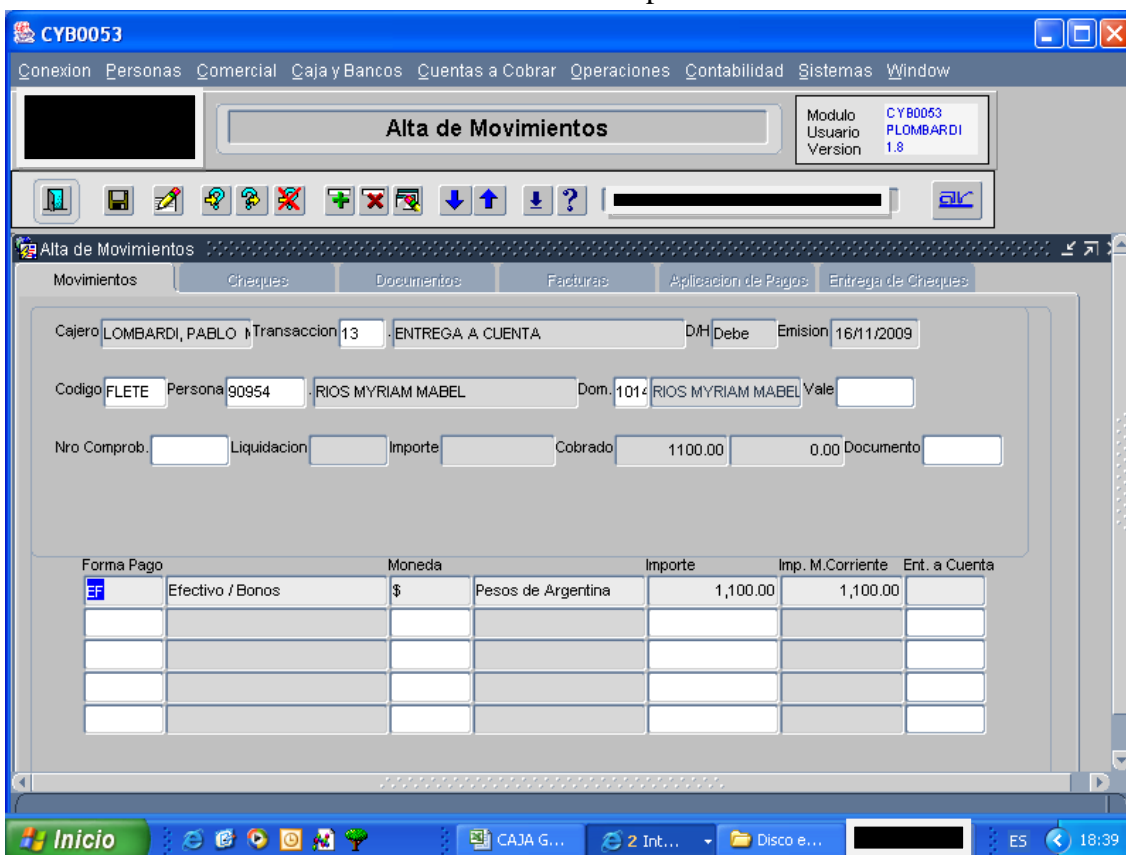 CYB0053
Conexion Personas Comercial Caja y Bancos Cuentas a Cobrar Operaciones Contabilidad Sistemas Window
Alta de Movimientos
Modulo CYB0053
Usuario PLOMBARDI
Version 1.8
Alta de Movimientos
Movimientos Cheques Documentos Facturas Aplicacion de Pagos Entrega de Cheques
Cajero LOMBARDI, PABLO Transaccion 13 . ENTREGA A CUENTA D/H Debe Emision 16/11/2009
Codigo FLETE Persona 90954 . RIOS MYRIAM MABEL Dom. 1014 RIOS MYRIAM MABEL Vale
Nro Comprob. Liquidacion Importe Cobrado 1100.00 0.00 Documento
Forma Pago Moneda Importe Imp. M.Corriente Ent. a Cuenta
EF Efectivo / Bonos $ Pesos de Argentina 1,100.00 1,100.00
Inicio CAJA G... 2 Int... Disco e... ES 18:39